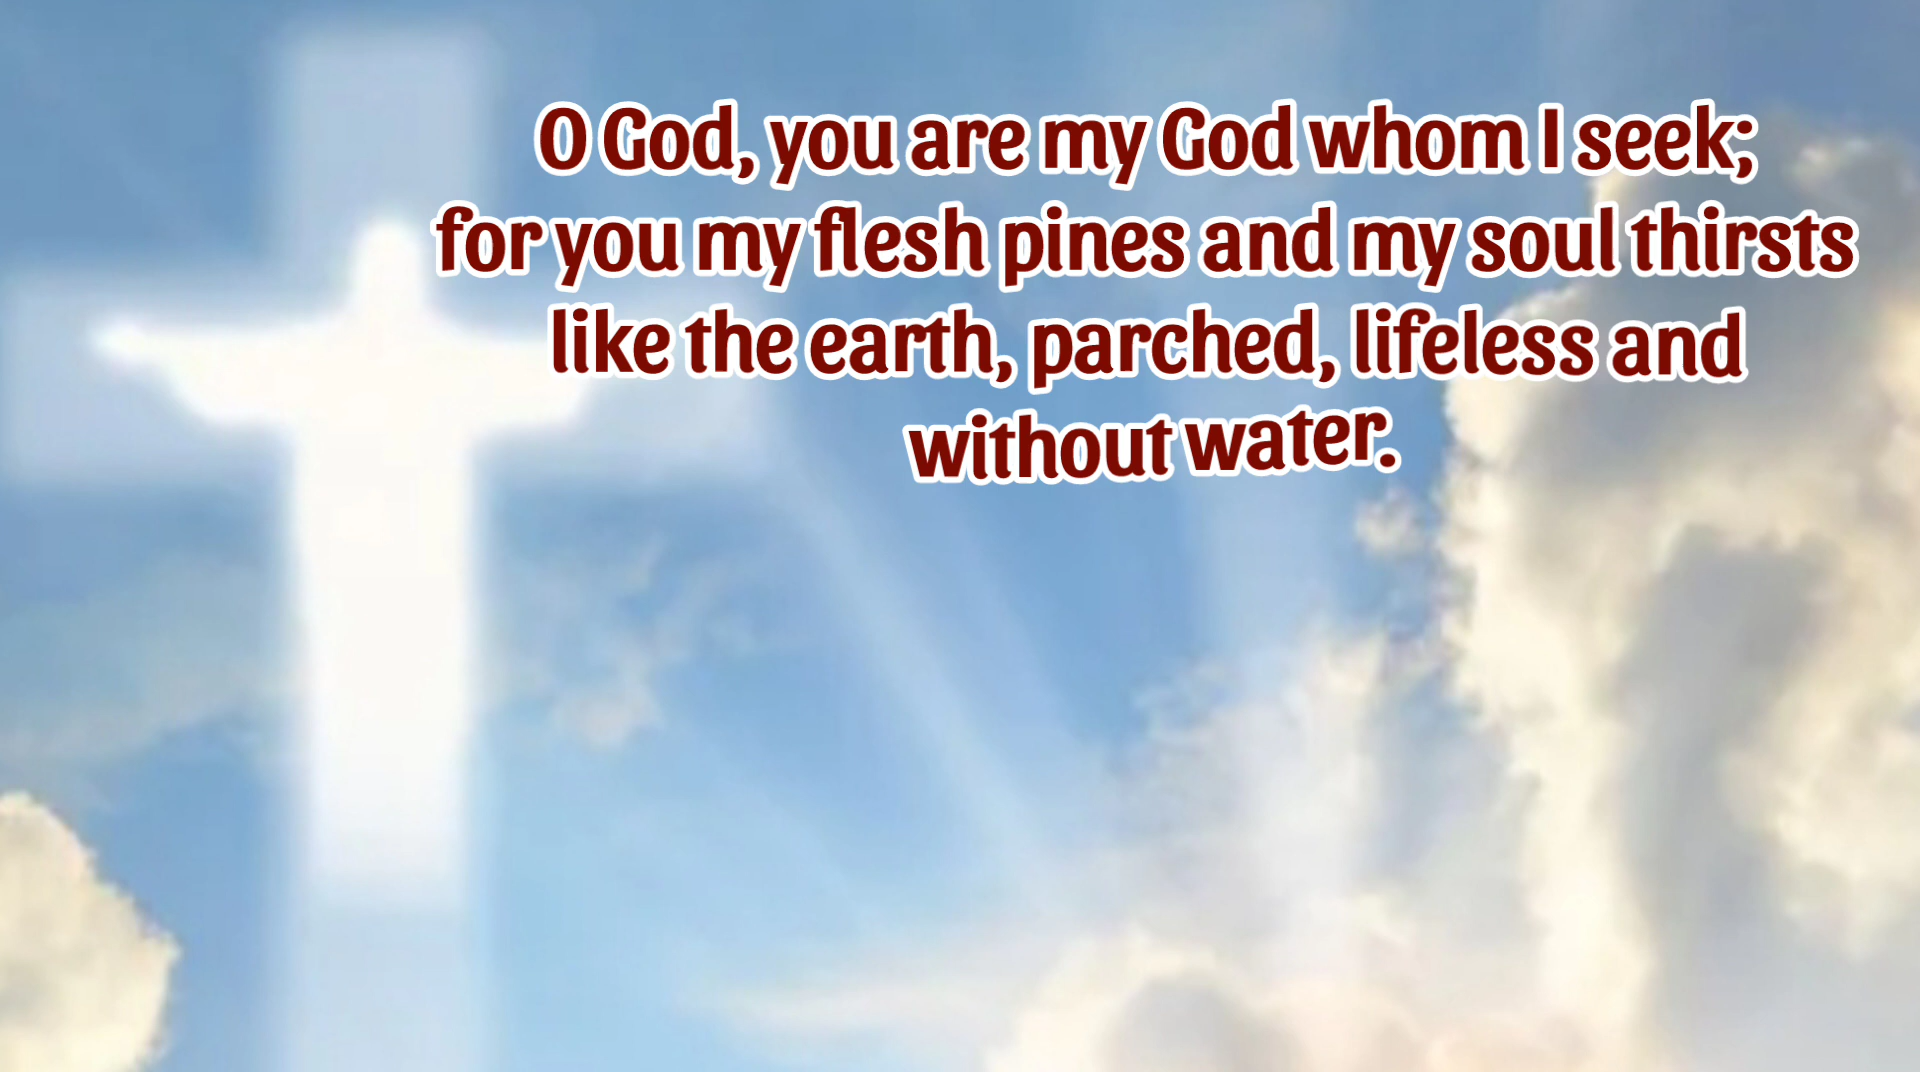 O God, you are my God whom I seek;
for you my flesh pines and my soul thirsts
like the earth, parched, lifeless and
without water.